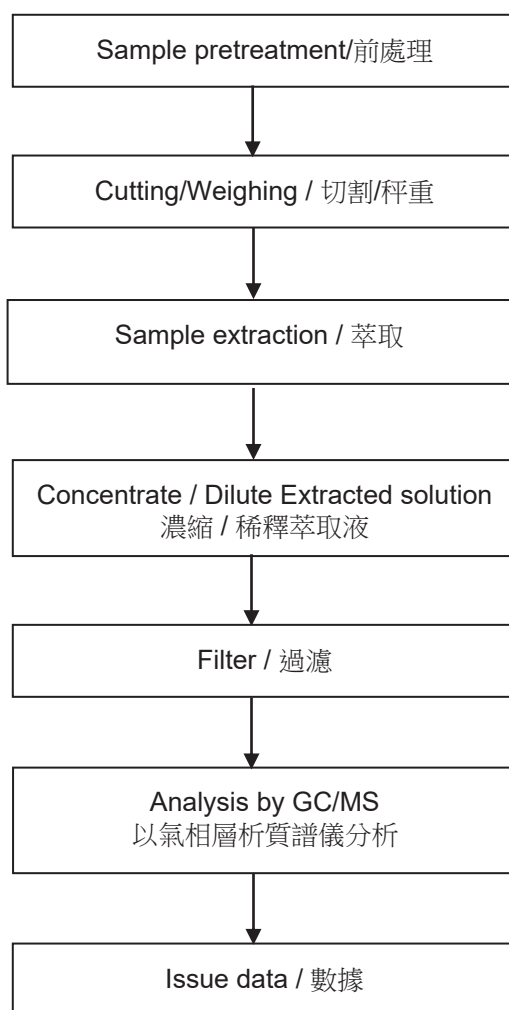 Sample pretreatment/前處理
Cutting/Weighing / 切割/秤重
Sample extraction / 萃取
Concentrate / Dilute Extracted solution
濃縮 / 稀釋萃取液
Filter / 過濾
Analysis by GC/MS
以氣相層析質譜儀分析
Issue data / 數據